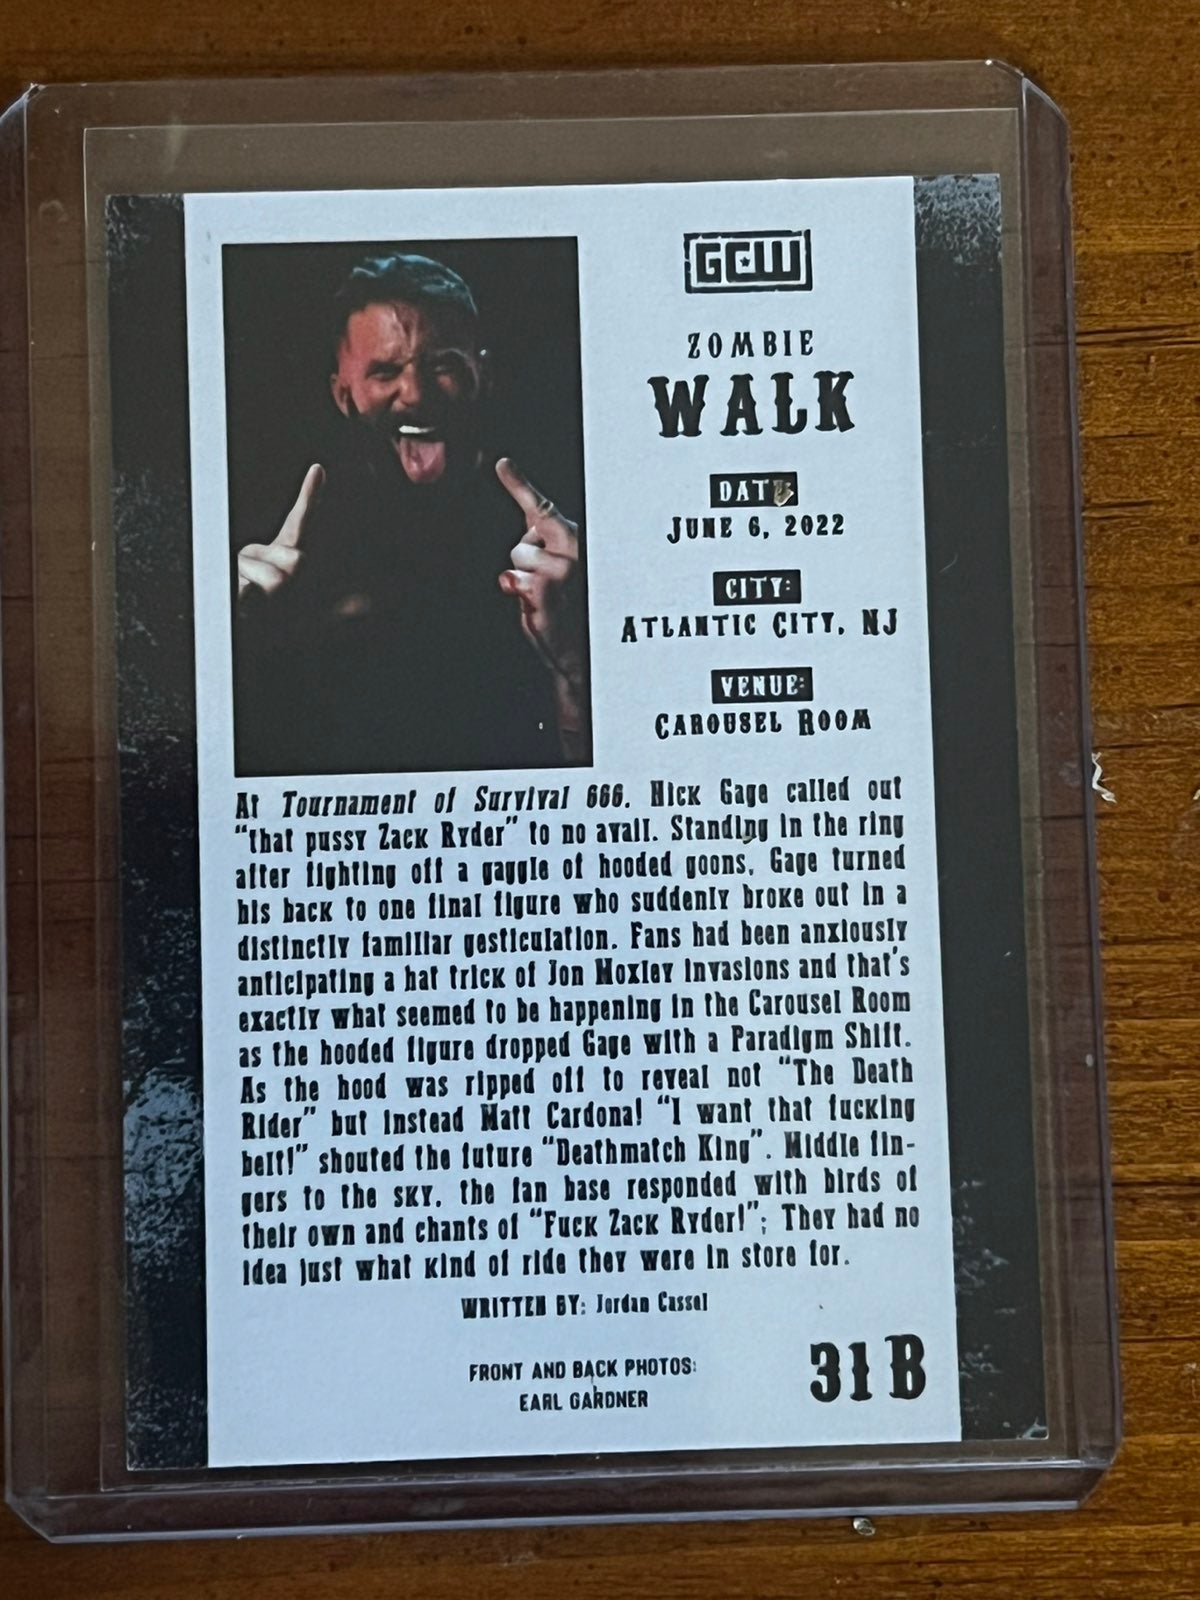 GCW
ZOMBIE
WALK
DATE
JUNE 6, 2022
CITY:
ATLANTIC CITY, NJ
VENUE:
CAROUSEL ROOM
At Tournament of Survival 666, Nick Gage called out
“that pussy Zack Ryder” to no avail. Standing in the ring
after fighting off a gaggle of hooded goons, Gage turned
his back to one final figure who suddenly broke out in a
distinctly familiar gesticulation. Fans had been anxiously
anticipating a hat trick of Jon Moxley invasions and that's
exactly what seemed to be happening in the Carousel Room
as the hooded figure dropped Gage with a Paradigm Shift.
As the hood was ripped off to reveal not “The Death
Rider” but instead Matt Cardona! “I want that fucking
belt!” shouted the future “Deathmatch King”. Middle fin-
gers to the sky, the fan base responded with birds of
their own and chants of “Fuck Zack Ryder!”; They had no
idea just what kind of ride they were in store for.
WRITTEN BY: Jordan Cassel
FRONT AND BACK PHOTOS:
EARL GARDNER
31B